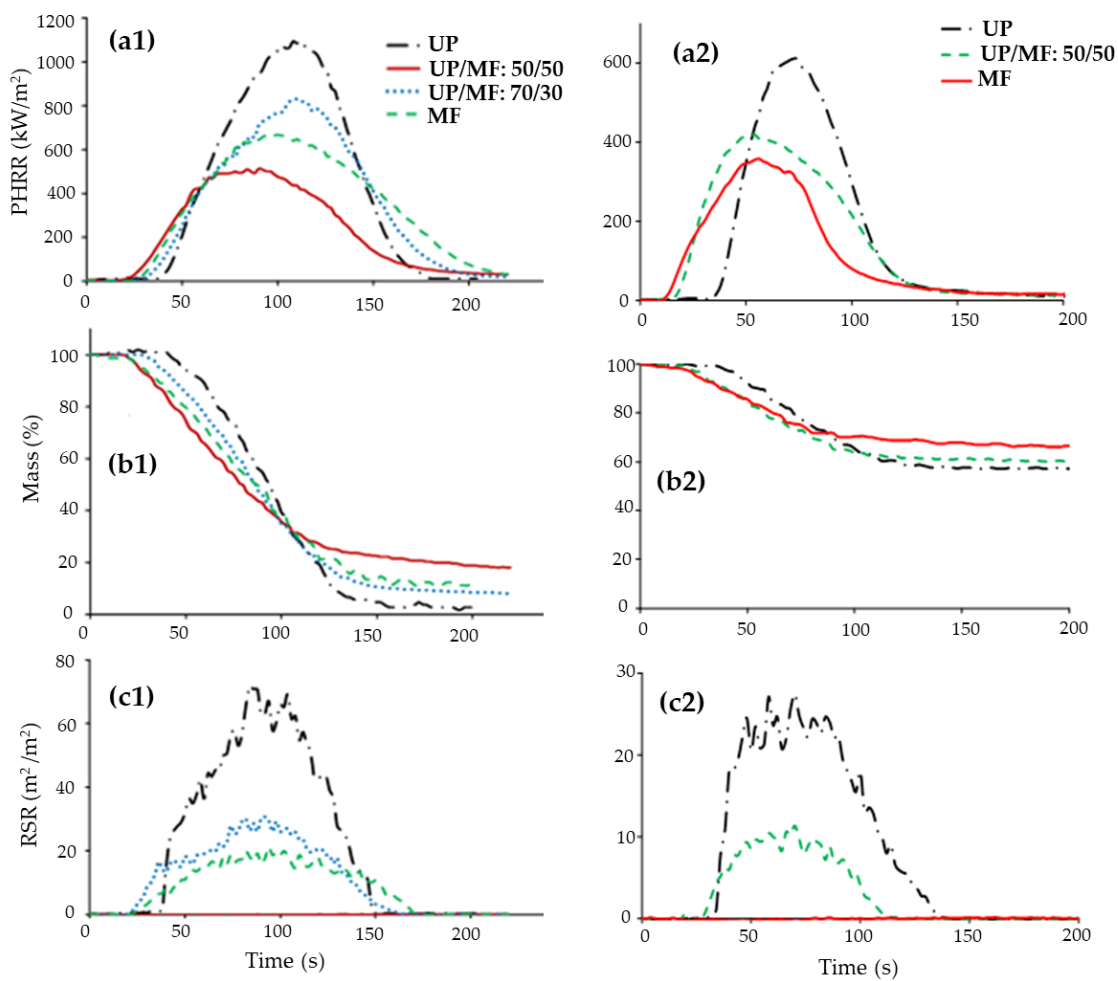 (a1)
PHRR (kW/m²)
1200
1000
800
600
400
200
0
0 50 100 150 200
UP
UP/MF: 50/50
UP/MF: 70/30
MF
(a2)
600
400
200
0
0 50 100 150 200
UP
UP/MF: 50/50
MF
(b1)
Mass (%)
100
80
60
40
20
0
0 50 100 150 200
(b2)
100
80
60
40
20
0
0 50 100 150 200
(c1)
RSR (m² /m²)
80
60
40
20
0
0 50 100 150 200
Time (s)
(c2)
30
20
10
0
0 50 100 150 200
Time (s)